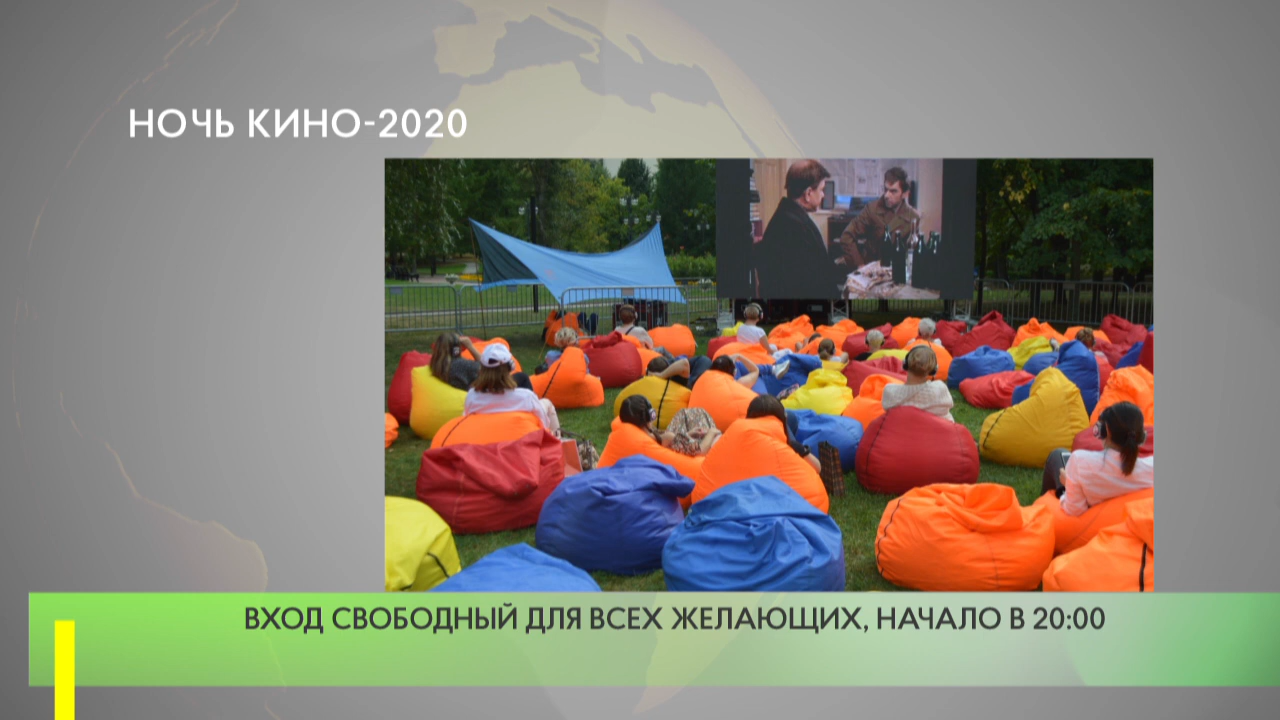 НОЧЬ КИНО-2020
ВХОД СВОБОДНЫЙ ДЛЯ ВСЕХ ЖЕЛАЮЩИХ, НАЧАЛО В 20:00